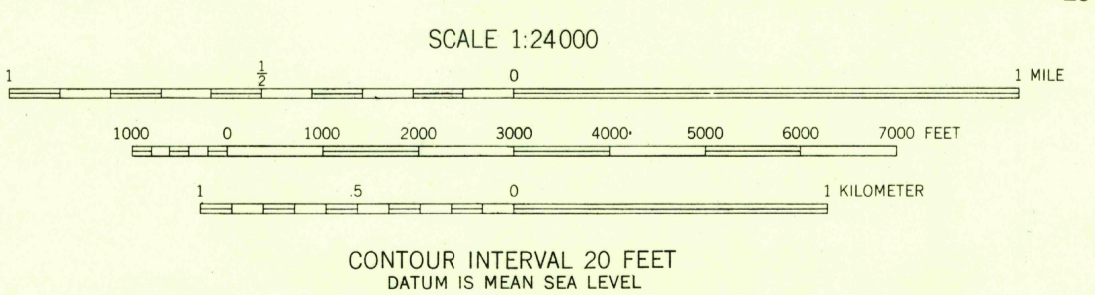 SCALE 1:24000
1 1/2 0 1 MILE
1000 0 1000 2000 3000 4000 5000 6000 7000 FEET
1 .5 0 1 KILOMETER
CONTOUR INTERVAL 20 FEET
DATUM IS MEAN SEA LEVEL